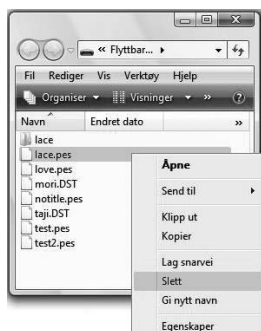 « Flyttbar...
Fil Rediger Vis Verktøy Hjelp
Organiser Visninger »
Navn Endret dato »
lace
lace.pes
love.pes
mori.DST
notitle.pes
taji.DST
test.pes
test2.pes
Åpne
Send til
Klipp ut
Kopier
Lag snarvei
Slett
Gi nytt navn
Egenskaper